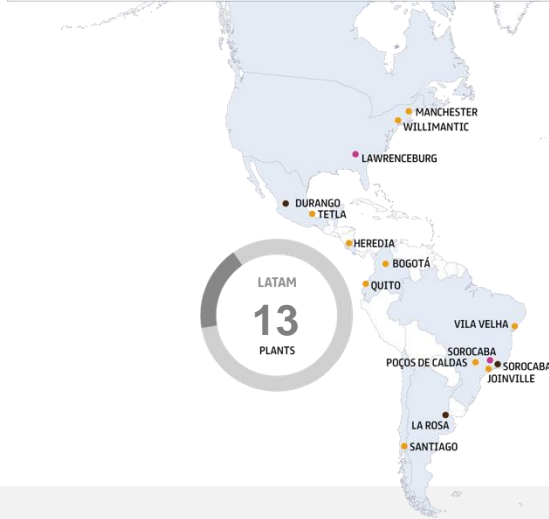 MANCHESTER
WILLIMANTIC
LAWRENCEBURG
DURANGO
TETLA
HEREDIA
BOGOTÁ
QUITO
LATAM
13
PLANTS
VILA VELHA
SOROCABA
POÇOS DE CALDAS
SOROCABA
JOINVILLE
LA ROSA
SANTIAGO